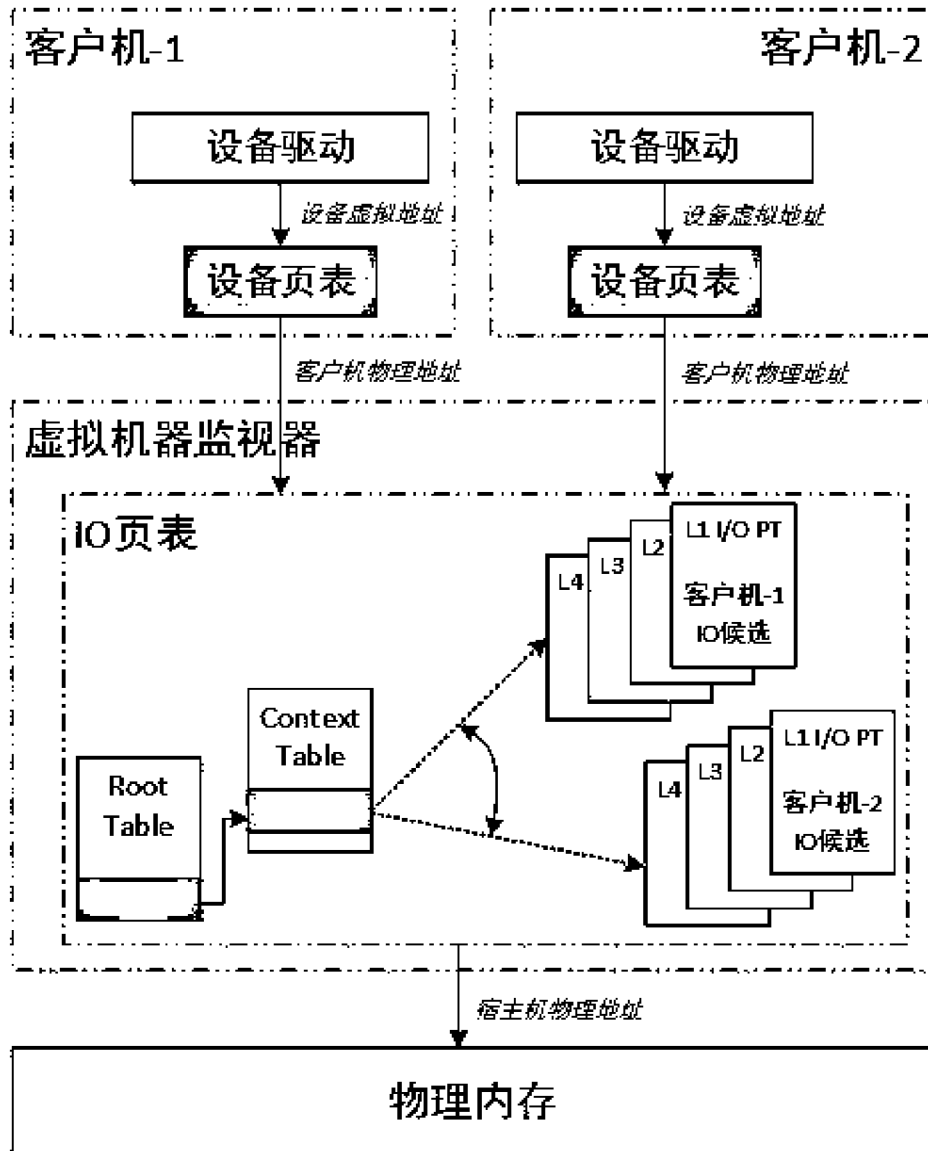 客户机-1
客户机-2
设备驱动
设备驱动
设备虚拟地址
设备虚拟地址
设备页表
设备页表
客户机物理地址
客户机物理地址
虚拟机器监视器
IO页表
L4
L3
L2
L1 I/O PT
客户机-1
IO候选
Context
Table
Root
Table
L4
L3
L2
L1 I/O PT
客户机-2
IO候选
宿主机物理地址
物理内存